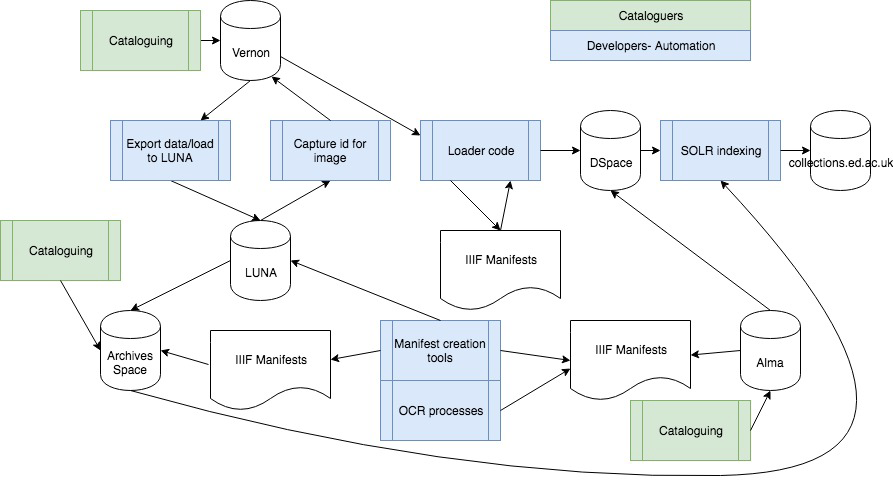 Cataloguers
Cataloguing
Vernon
Developers- Automation
Export data/load
to LUNA
Capture id for
image
Loader code
DSpace
SOLR indexing
collections.ed.ac.uk
Cataloguing
LUNA
IIIF Manifests
Archives
Space
IIIF Manifests
Manifest creation
tools
IIIF Manifests
Alma
OCR processes
Cataloguing